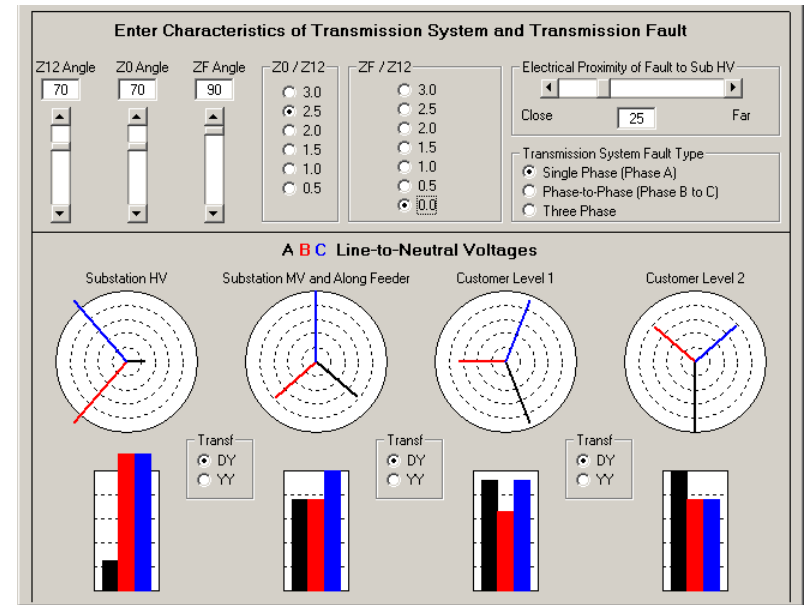 Enter Characteristics of Transmission System and Transmission Fault
Z12 Angle Z0 Angle ZF Angle Z0 / Z12 ZF / Z12 Electrical Proximity of Fault to Sub HV
70 70 90
3.0 3.0
2.5 2.5
2.0 2.0
1.5 1.5
1.0 1.0
0.5 0.5
0.0
Close 25 Far
Transmission System Fault Type
Single Phase (Phase A)
Phase-to-Phase (Phase B to C)
Three Phase
A B C Line-to-Neutral Voltages
Substation HV Substation MV and Along Feeder Customer Level 1 Customer Level 2
Transf Transf Transf
DY DY DY
YY YY YY